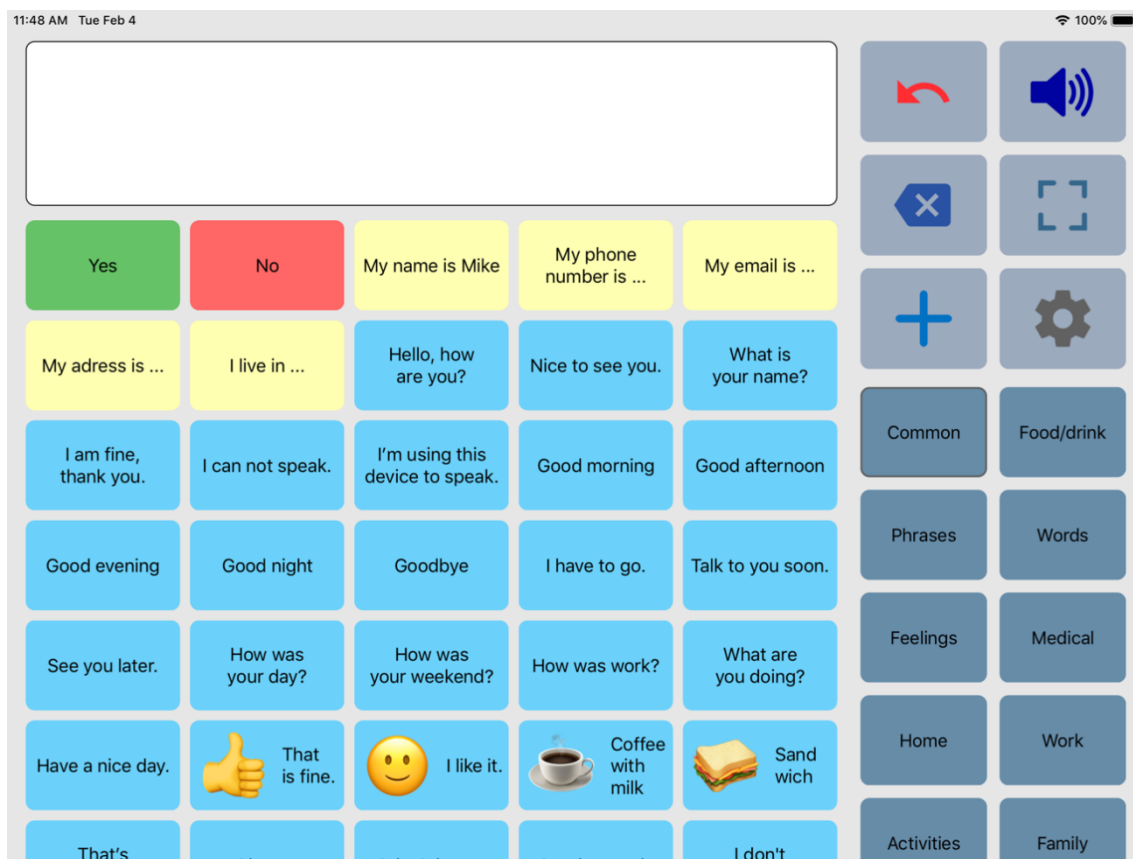 11:48 AM Tue Feb 4
100%
Yes
No
My name is Mike
My phone
number is ...
My email is ...
My adress is ...
I live in ...
Hello, how
are you?
Nice to see you.
What is
your name?
I am fine,
thank you.
I can not speak.
I'm using this
device to speak.
Good morning
Good afternoon
Good evening
Good night
Goodbye
I have to go.
Talk to you soon.
See you later.
How was
your day?
How was
your weekend?
How was work?
What are
you doing?
Have a nice day.
That
is fine.
I like it.
Coffee
with
milk
Sand
wich
That's
I don't
Common
Food/drink
Phrases
Words
Feelings
Medical
Home
Work
Activities
Family